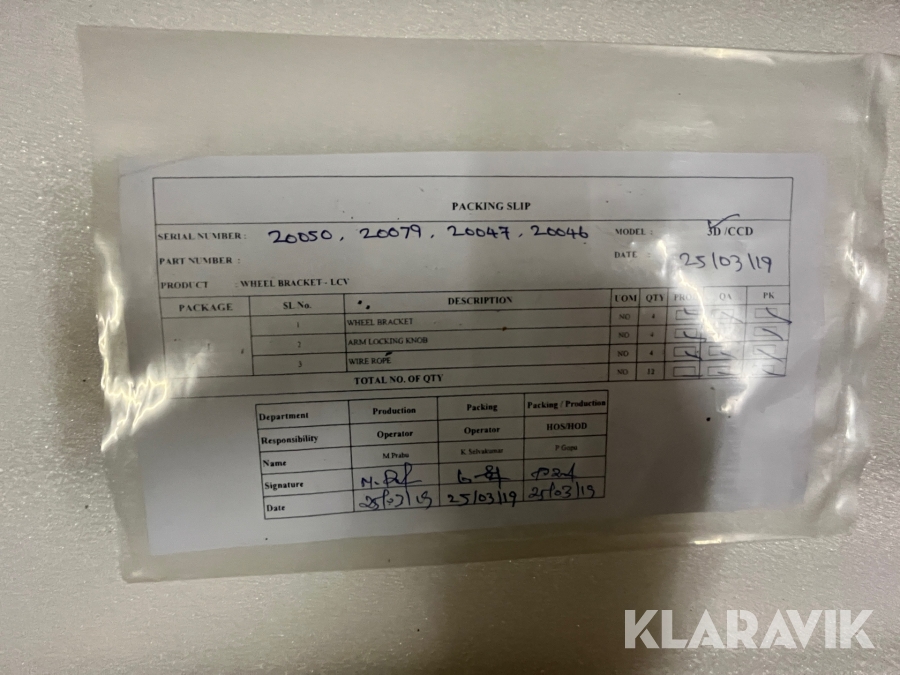 PACKING SLIP
SERIAL NUMBER : 20050, 20079, 20047, 20046 MODEL : 3D /CCD
PART NUMBER : DATE : 25/03/19
PRODUCT : WHEEL BRACKET - LCV
PACKAGE SL No. DESCRIPTION UOM QTY PRO QA PK
1 WHEEL BRACKET NO 4
2 ARM LOCKING KNOB NO 4
3 WIRE ROPE NO 4
TOTAL NO. OF QTY NO 12
Department Production Packing Packing / Production
Responsibility Operator Operator HOS/HOD
Name M.Prabu K Selvakumar P Gopu
Signature
Date 25/03/19 25/03/19 25/03/19
KLARAVIK